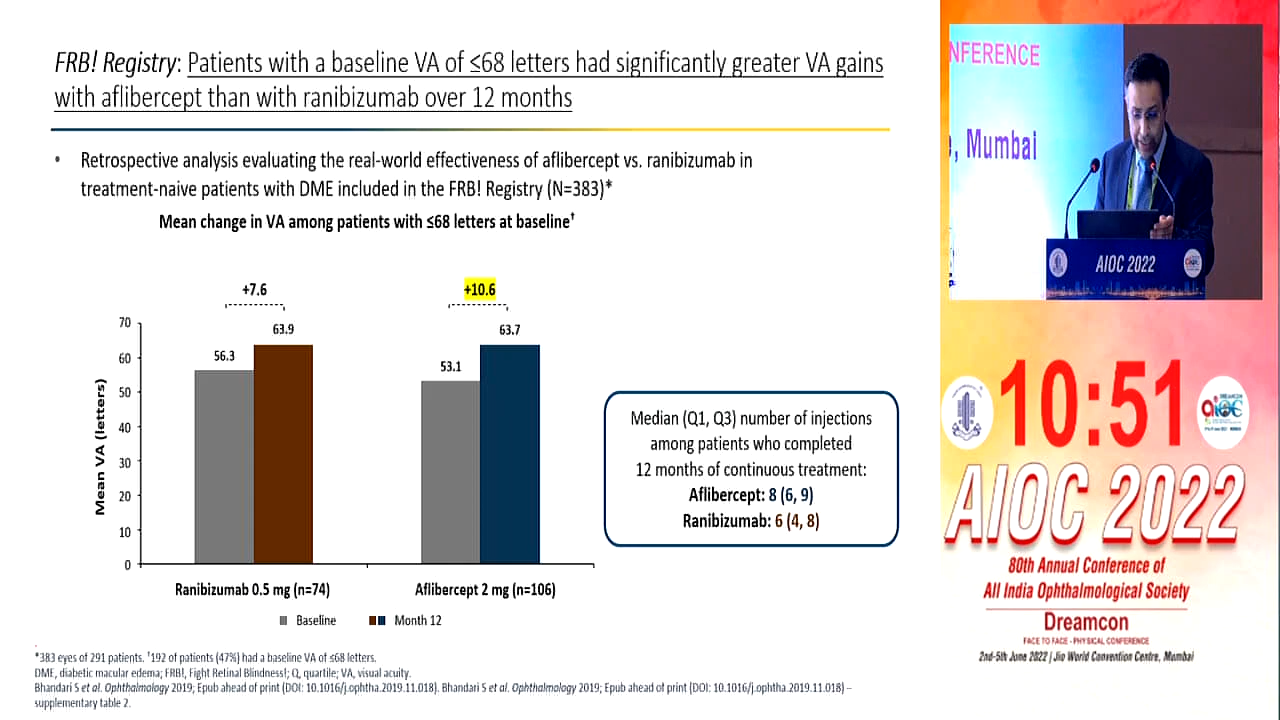 FRB! Registry: Patients with a baseline VA of ≤68 letters had significantly greater VA gains
with aflibercept than with ranibizumab over 12 months
• Retrospective analysis evaluating the real-world effectiveness of aflibercept vs. ranibizumab in
treatment-naive patients with DME included in the FRB! Registry (N=383)*
Mean change in VA among patients with ≤68 letters at baseline†
+7.6
+10.6
70
60
50
40
30
20
10
0
Mean VA (letters)
56.3
63.9
53.1
63.7
Ranibizumab 0.5 mg (n=74)
Aflibercept 2 mg (n=106)
Baseline
Month 12
Median (Q1, Q3) number of injections
among patients who completed
12 months of continuous treatment:
Aflibercept: 8 (6, 9)
Ranibizumab: 6 (4, 8)
*383 eyes of 291 patients. †192 of patients (47%) had a baseline VA of ≤68 letters.
DME, diabetic macular edema; FRB!, Fight Retinal Blindness!; Q, quartile; VA, visual acuity.
Bhandari S et al. Ophthalmology 2019; Epub ahead of print (DOI: 10.1016/j.ophtha.2019.11.018). Bhandari S et al. Ophthalmology 2019; Epub ahead of print (DOI: 10.1016/j.ophtha.2019.11.018) –
supplementary table 2.
NFERENCE
, Mumbai
AIOC 2022
10:51
AIOC 2022
80th Annual Conference of
All India Ophthalmological Society
Dreamcon
FACE TO FACE - PHYSICAL CONFERENCE
2nd-5th June 2022 | Jio World Convention Centre, Mumbai